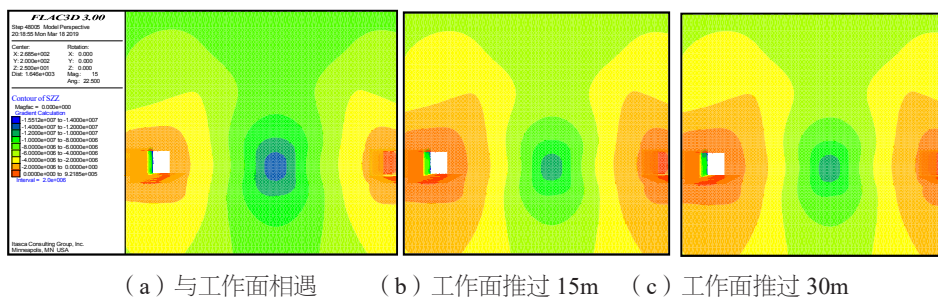 FLAC3D 3.00
Step 48005 Model Perspective
20:18:55 Mon Mar 18 2019
Center: Rotation:
X: 2.685e+002 X: 0.000
Y: 2.000e+002 Y: 0.000
Z: 2.500e+001 Z: 0.000
Dist: 1.646e+003 Mag.: 15
Ang.: 22.500
Contour of SZZ
Magfac = 0.000e+000
Gradient Calculation
-1.5512e+007 to -1.4000e+007
-1.4000e+007 to -1.2000e+007
-1.2000e+007 to -1.0000e+007
-1.0000e+007 to -8.0000e+006
-8.0000e+006 to -6.0000e+006
-6.0000e+006 to -4.0000e+006
-4.0000e+006 to -2.0000e+006
-2.0000e+006 to 0.0000e+000
0.0000e+000 to 9.2185e+005
Interval = 2.0e+006
Itasca Consulting Group, Inc.
Minneapolis, MN USA
（a）与工作面相遇 （b）工作面推过 15m （c）工作面推过 30m